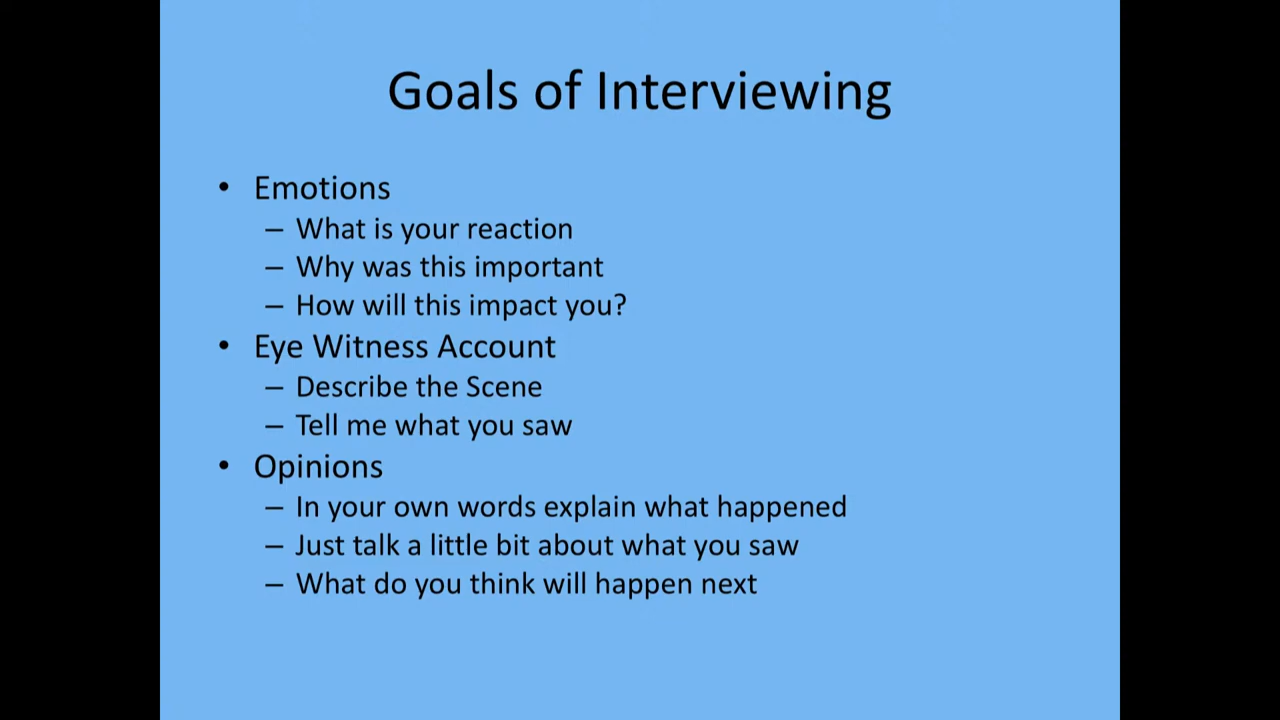 Goals of Interviewing
• Emotions
– What is your reaction
– Why was this important
– How will this impact you?
• Eye Witness Account
– Describe the Scene
– Tell me what you saw
• Opinions
– In your own words explain what happened
– Just talk a little bit about what you saw
– What do you think will happen next